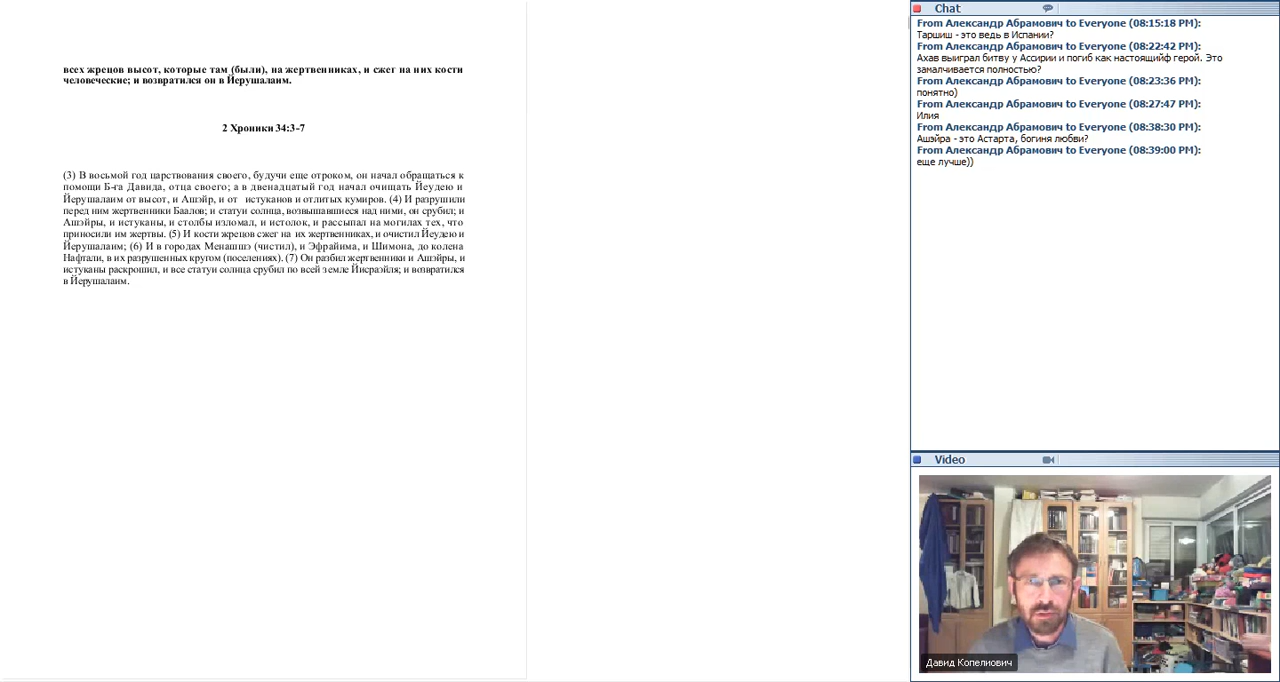 всех жрецов высот, которые там (были), на жертвенниках, и сжег на них кости
человеческие; и возвратился он в Йерушалаим.
2 Хроники 34:3-7
(3) В восьмой год царствования своего, будучи еще отроком, он начал обращаться к
помощи Б-га Давида, отца своего; а в двенадцатый год начал очищать Йеудею и
Йерушалаим от высот, и Ашэйр, и от истуканов и отлитых кумиров. (4) И разрушили
перед ним жертвенники Баалов; и статуи солнца, возвышавшиеся над ними, он срубил; и
Ашэйры, и истуканы, и столбы изломал, и истолок, и рассыпал на могилах тех, что
приносили им жертвы. (5) И кости жрецов сжег на их жертвенниках, и очистил Йеудею и
Йерушалаим; (6) И в городах Менашшэ (чистил), и Эфрайима, и Шимона, до колена
Нафтали, в их разрушенных кругом (поселениях). (7) Он разбил жертвенники и Ашэйры, и
истуканы раскрошил, и все статуи солнца срубил по всей земле Йисраэйля; и возвратился
в Йерушалаим.
Chat
From Александр Абрамович to Everyone (08:15:18 PM):
Таршиш - это ведь в Испании?
From Александр Абрамович to Everyone (08:22:42 PM):
Ахав выиграл битву у Ассирии и погиб как настоящийф герой. Это
замалчивается полностью?
From Александр Абрамович to Everyone (08:23:36 PM):
понятно)
From Александр Абрамович to Everyone (08:27:47 PM):
Илия
From Александр Абрамович to Everyone (08:38:30 PM):
Ашэйра - это Астарта, богиня любви?
From Александр Абрамович to Everyone (08:39:00 PM):
еще лучше))
Video
Давид Копелиович